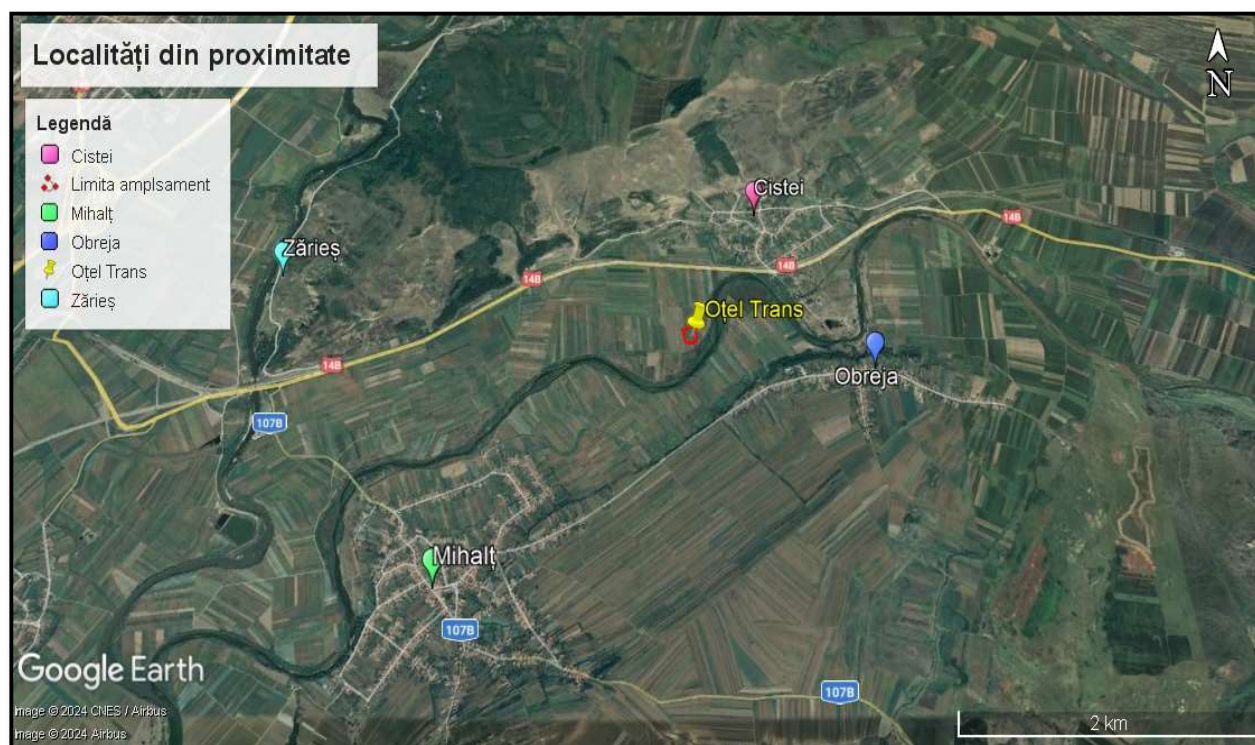 Localități din proximitate
N
Legendă
Cistei
Limita amplsament
Mihalț
Obreja
Oțel Trans
Zărieș
Cistei
Zărieș
14B
14B
14B
Oțel Trans
Obreja
14B
107B
Mihalț
107B
107B
Google Earth
Image © 2024 CNES / Airbus
Image © 2024 Airbus
2 km